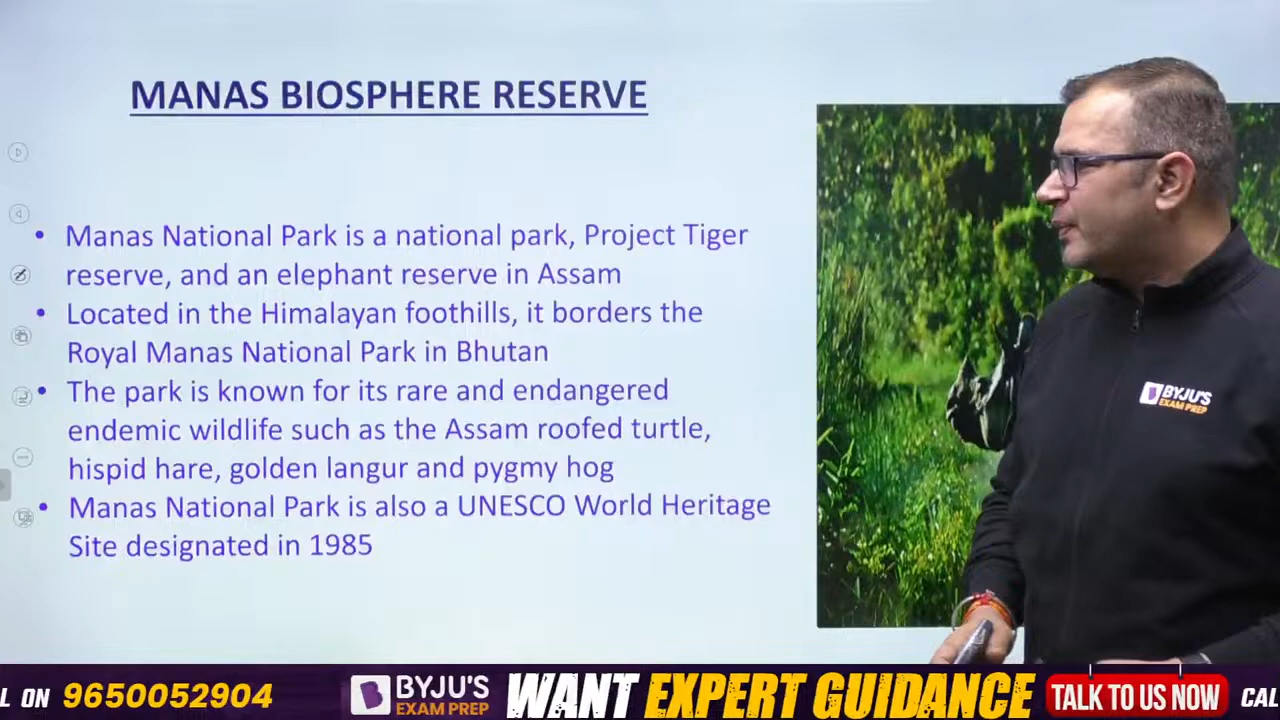 MANAS BIOSPHERE RESERVE
Manas National Park is a national park, Project Tiger
reserve, and an elephant reserve in Assam
Located in the Himalayan foothills, it borders the
Royal Manas National Park in Bhutan
The park is known for its rare and endangered
endemic wildlife such as the Assam roofed turtle,
hispid hare, golden langur and pygmy hog
Manas National Park is also a UNESCO World Heritage
Site designated in 1985
BYJU'S
EXAM PREP
L ON 9650052904 BYJU'S EXAM PREP WANT EXPERT GUIDANCE TALK TO US NOW CAL